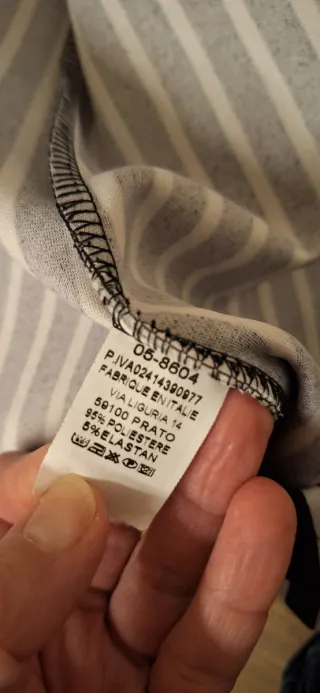 05-8604
P.IVA02414390977
FABRIQUE EN ITALIE
VIA LIGURIA 14
59100 PRATO
95% POLIESTERE
5%ELASTAN